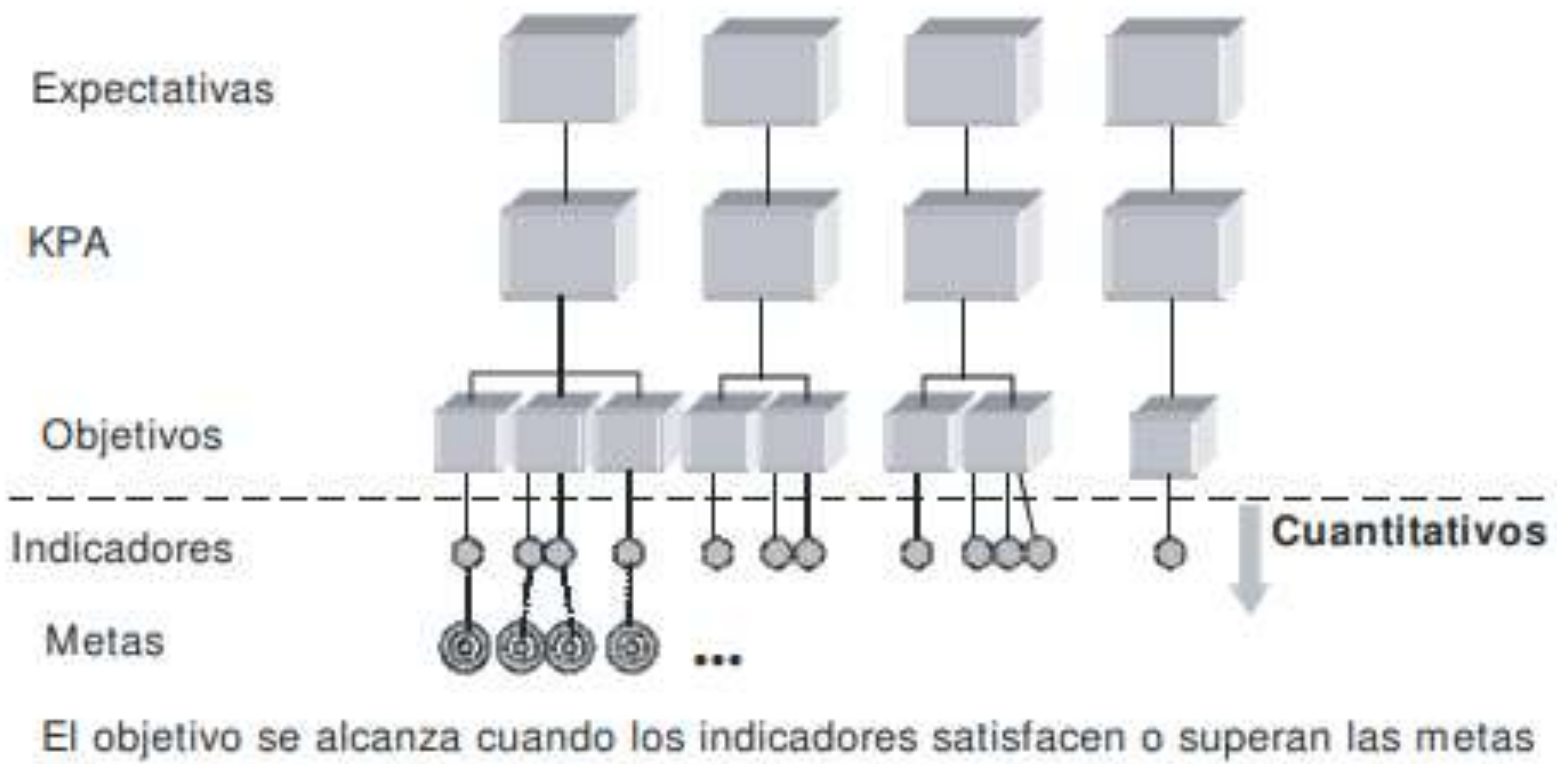 Expectativas
KPA
Objetivos
Indicadores
Cuantitativos
Metas
...
El objetivo se alcanza cuando los indicadores satisfacen o superan las metas